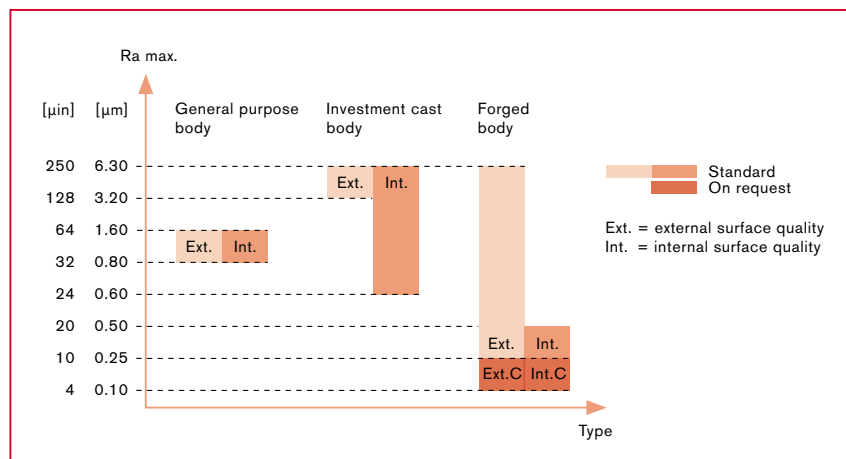 Ra max.
[µin] [µm] General purpose body Investment cast body Forged body
250 6.30
128 3.20
64 1.60
32 0.80
24 0.60
20 0.50
10 0.25
4 0.10
Ext. Int.
Ext. Int.
Ext. Int.
Ext.C Int.C
Type
Standard
On request
Ext. = external surface quality
Int. = internal surface quality